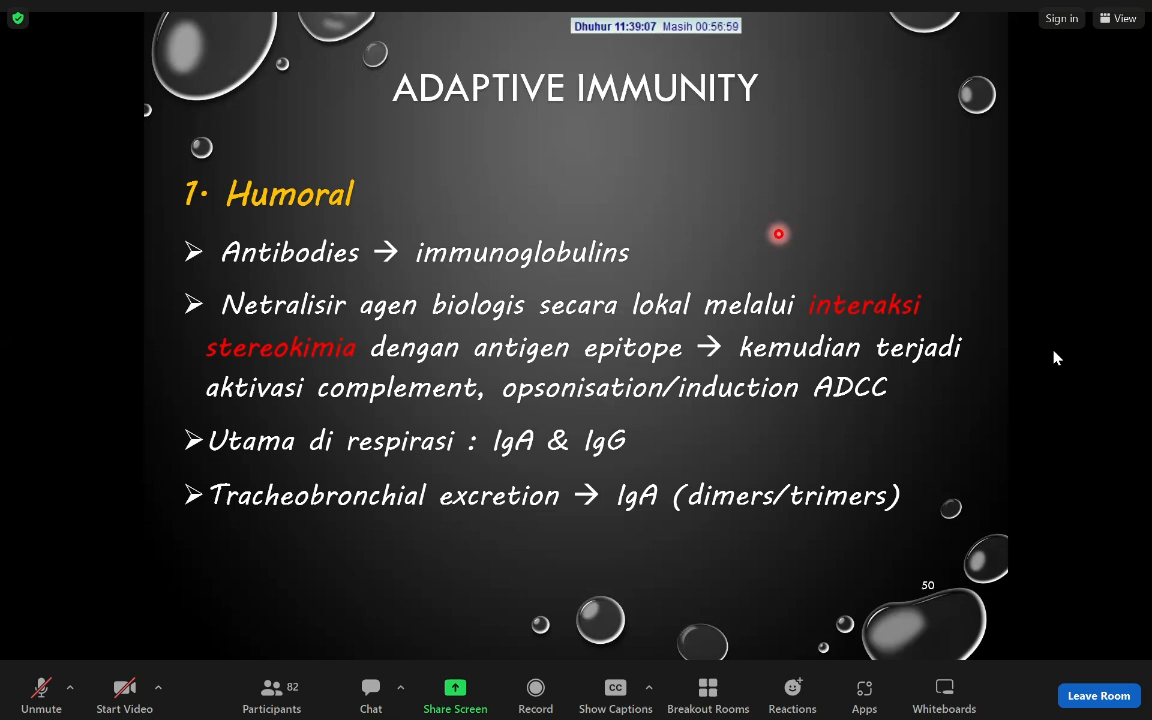 Dhuhur 11:39:07 Masih 00:56:59
Sign in
View
ADAPTIVE IMMUNITY
1. Humoral
➢ Antibodies → immunoglobulins
➢ Netralisir agen biologis secara lokal melalui interaksi
stereokimia dengan antigen epitope → kemudian terjadi
aktivasi complement, opsonisation/induction ADCC
➢ Utama di respirasi : IgA & IgG
➢ Tracheobronchial excretion → IgA (dimers/trimers)
50
82
CC
Unmute
Start Video
Participants
Chat
Share Screen
Record
Show Captions
Breakout Rooms
Reactions
Apps
Whiteboards
Leave Room